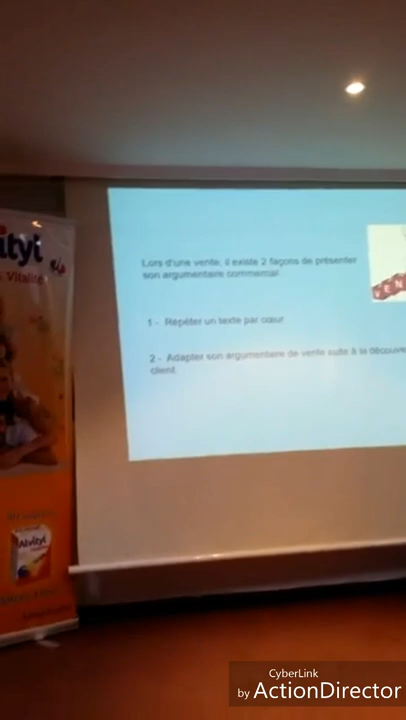 Vitalité
Lors d'une vente, il existe 2 façons de présenter
son argumentaire commercial
1 - Répéter un texte par cœur
2 - Adapter son argumentaire de vente suite à la
client.
VEN
Alvityl
CyberLink
by ActionDirector